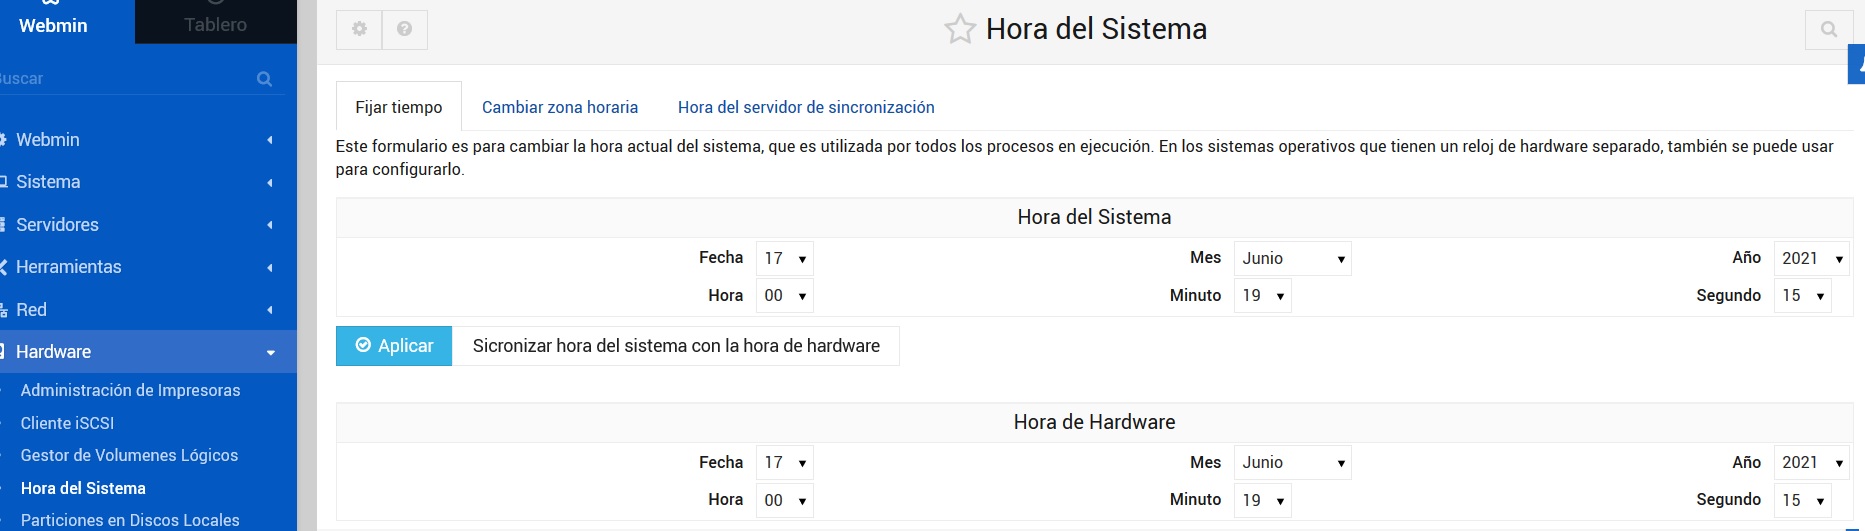 Webmin
Tablero
Buscar
Webmin
Sistema
Servidores
Herramientas
Red
Hardware
Administración de Impresoras
Cliente iSCSI
Gestor de Volumenes Lógicos
Hora del Sistema
Particiones en Discos Locales
Hora del Sistema
Fijar tiempo Cambiar zona horaria Hora del servidor de sincronización
Este formulario es para cambiar la hora actual del sistema, que es utilizada por todos los procesos en ejecución. En los sistemas operativos que tienen un reloj de hardware separado, también se puede usar
para configurarlo.
Hora del Sistema
Fecha 17 Mes Junio Año 2021
Hora 00 Minuto 19 Segundo 15
Aplicar Sicronizar hora del sistema con la hora de hardware
Hora de Hardware
Fecha 17 Mes Junio Año 2021
Hora 00 Minuto 19 Segundo 15